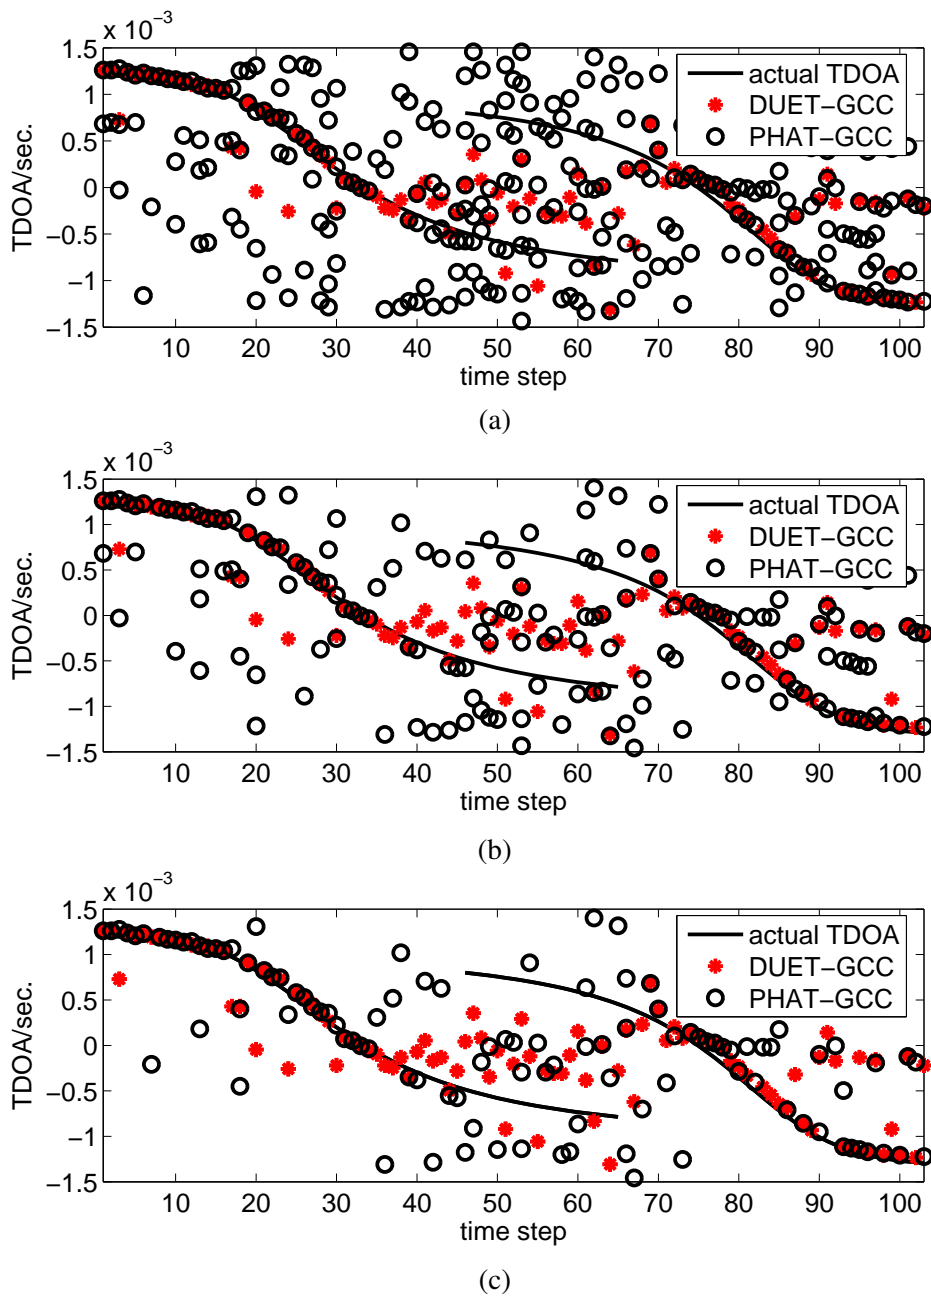 x 10−3
1.5
1
0.5
0
−0.5
−1
−1.5
TDOA/sec.
actual TDOA
DUET−GCC
PHAT−GCC
10 20 30 40 50 60 70 80 90 100
time step
(a)
x 10−3
1.5
1
0.5
0
−0.5
−1
−1.5
TDOA/sec.
actual TDOA
DUET−GCC
PHAT−GCC
10 20 30 40 50 60 70 80 90 100
time step
(b)
x 10−3
1.5
1
0.5
0
−0.5
−1
−1.5
TDOA/sec.
actual TDOA
DUET−GCC
PHAT−GCC
10 20 30 40 50 60 70 80 90 100
time step
(c)